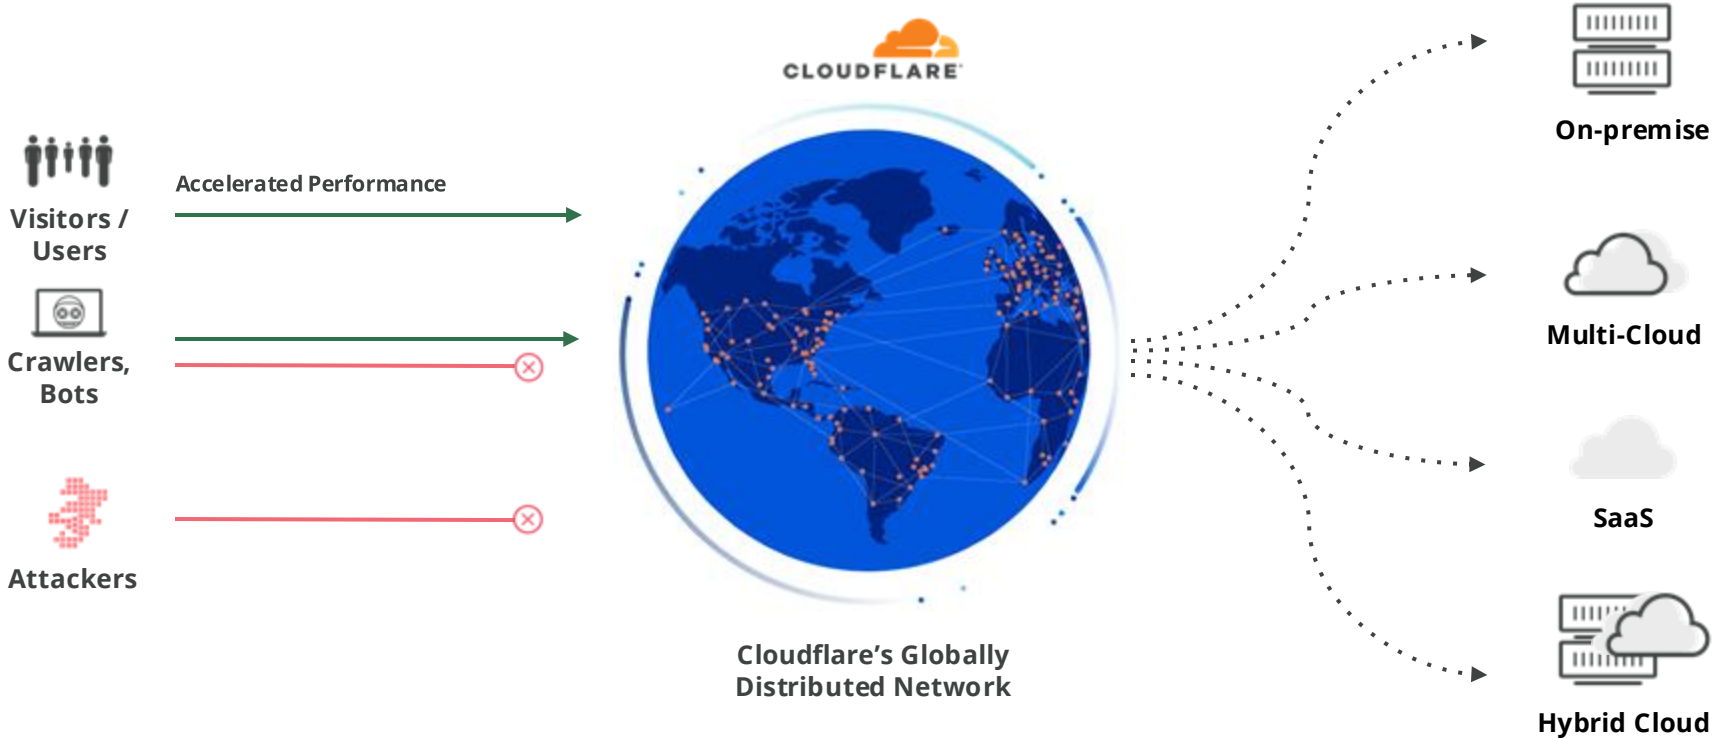 CLOUDFLARE
Accelerated Performance
Visitors /
Users
Crawlers,
Bots
Attackers
Cloudflare’s Globally
Distributed Network
On-premise
Multi-Cloud
SaaS
Hybrid Cloud